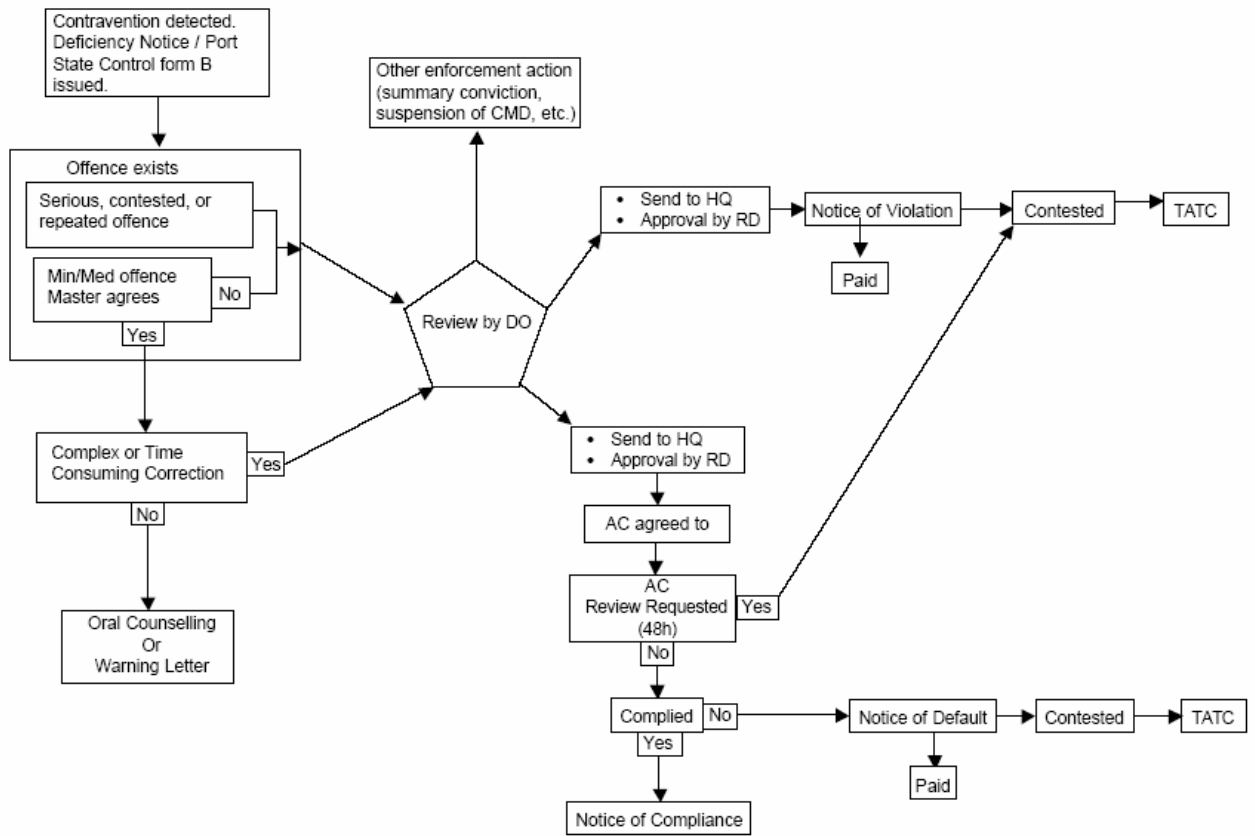 Contravention detected.
Deficiency Notice / Port
State Control form B
issued.
Other enforcement action
(summary conviction,
suspension of CMD, etc.)
Offence exists
Serious, contested, or
repeated offence
Min/Med offence
Master agrees
No
Yes
Review by DO
• Send to HQ
• Approval by RD
Notice of Violation
Contested
TATC
Paid
Complex or Time
Consuming Correction
Yes
No
Oral Counselling
Or
Warning Letter
• Send to HQ
• Approval by RD
AC agreed to
AC
Review Requested
(48h)
Yes
No
Complied
No
Yes
Notice of Default
Contested
TATC
Paid
Notice of Compliance